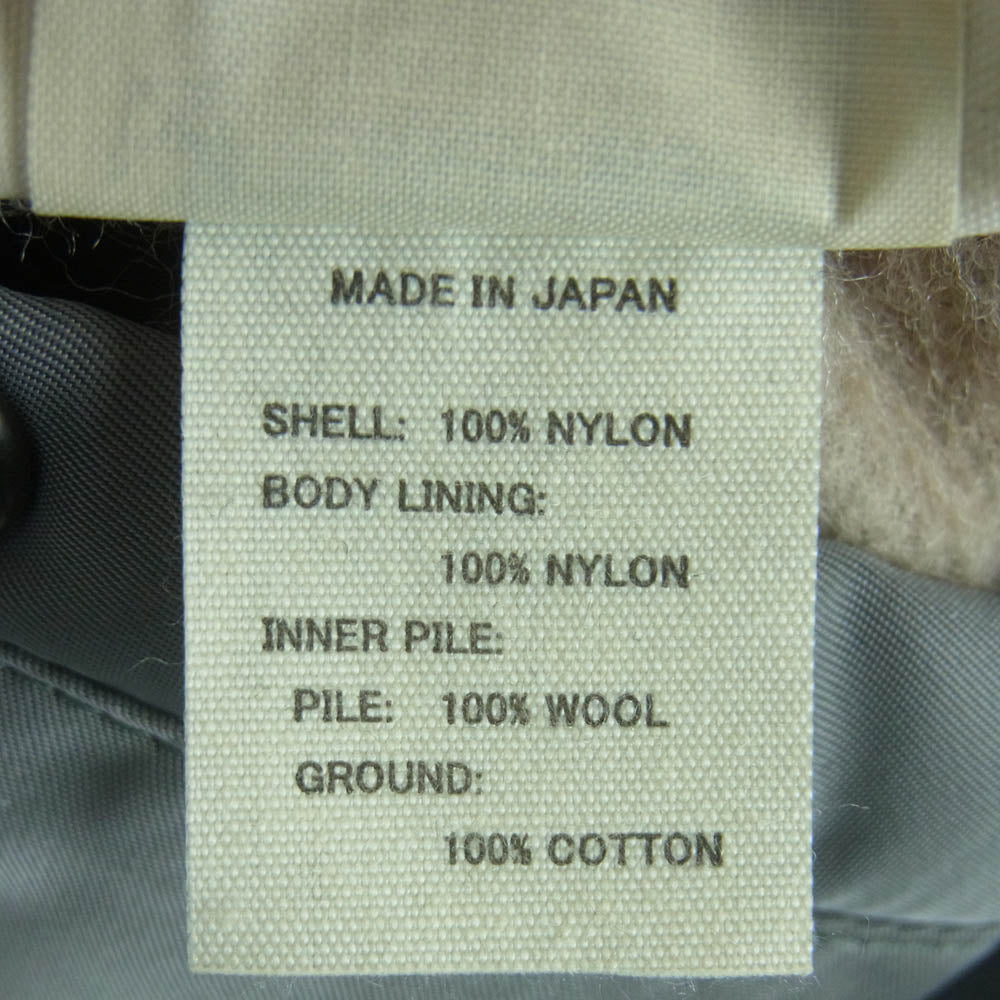 MADE IN JAPAN
SHELL: 100% NYLON
BODY LINING:
100% NYLON
INNER PILE:
PILE: 100% WOOL
GROUND:
100% COTTON